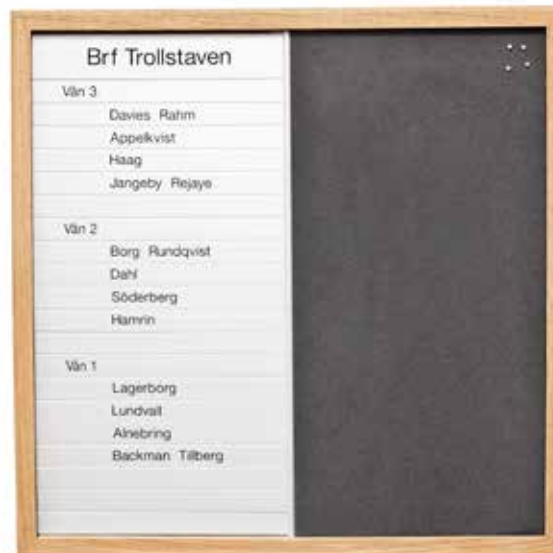 Brf Trollstaven
Vån 3
Davies Rahm
Appelkvist
Haag
Jangeby Rejaye
Vån 2
Borg Rundqvist
Dahl
Söderberg
Hamrin
Vån 1
Lagerborg
Lundvall
Alnebring
Backman Tillberg